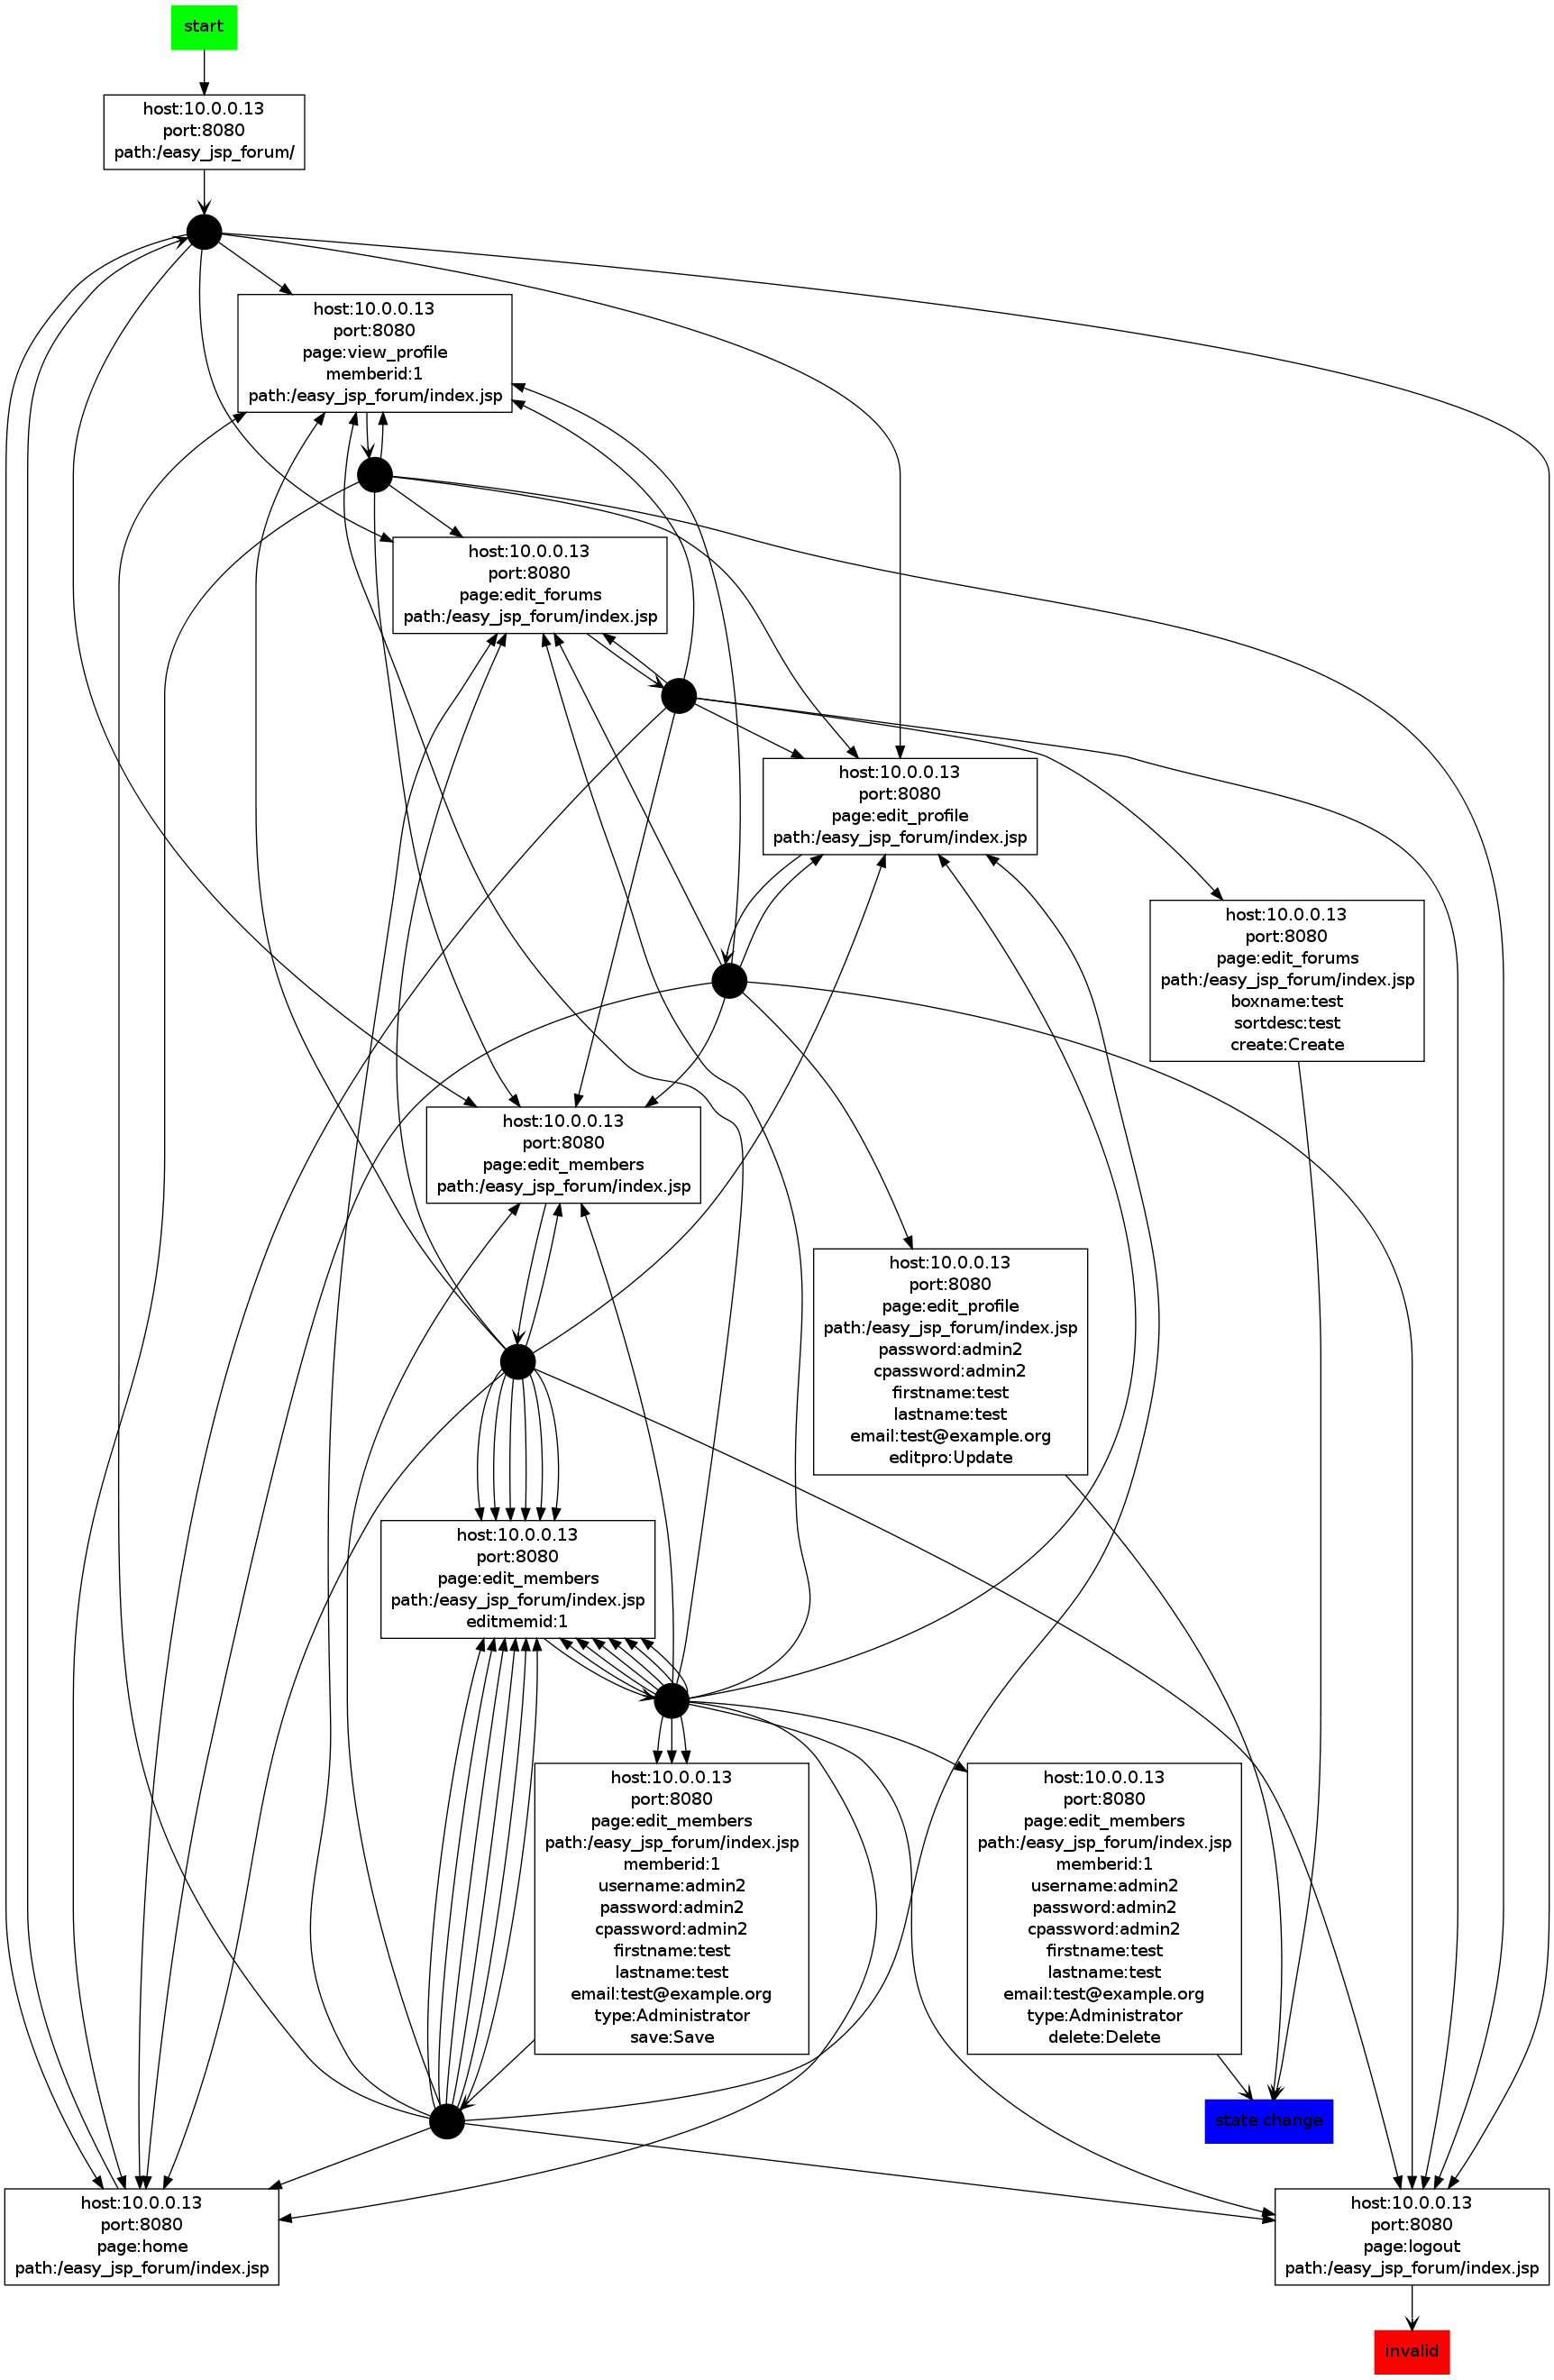 start
host:10.0.0.13
port:8080
path:/easy_jsp_forum/
host:10.0.0.13
port:8080
page:view_profile
memberid:1
path:/easy_jsp_forum/index.jsp
host:10.0.0.13
port:8080
page:edit_forums
path:/easy_jsp_forum/index.jsp
host:10.0.0.13
port:8080
page:edit_profile
path:/easy_jsp_forum/index.jsp
host:10.0.0.13
port:8080
page:edit_forums
path:/easy_jsp_forum/index.jsp
boxname:test
sortdesc:test
create:Create
host:10.0.0.13
port:8080
page:edit_members
path:/easy_jsp_forum/index.jsp
host:10.0.0.13
port:8080
page:edit_profile
path:/easy_jsp_forum/index.jsp
password:admin2
cpassword:admin2
firstname:test
lastname:test
email:test@example.org
editpro:Update
host:10.0.0.13
port:8080
page:edit_members
path:/easy_jsp_forum/index.jsp
editmemid:1
host:10.0.0.13
port:8080
page:edit_members
path:/easy_jsp_forum/index.jsp
memberid:1
username:admin2
password:admin2
cpassword:admin2
firstname:test
lastname:test
email:test@example.org
type:Administrator
save:Save
host:10.0.0.13
port:8080
page:edit_members
path:/easy_jsp_forum/index.jsp
memberid:1
username:admin2
password:admin2
cpassword:admin2
firstname:test
lastname:test
email:test@example.org
type:Administrator
delete:Delete
state change
host:10.0.0.13
port:8080
page:home
path:/easy_jsp_forum/index.jsp
host:10.0.0.13
port:8080
page:logout
path:/easy_jsp_forum/index.jsp
invalid